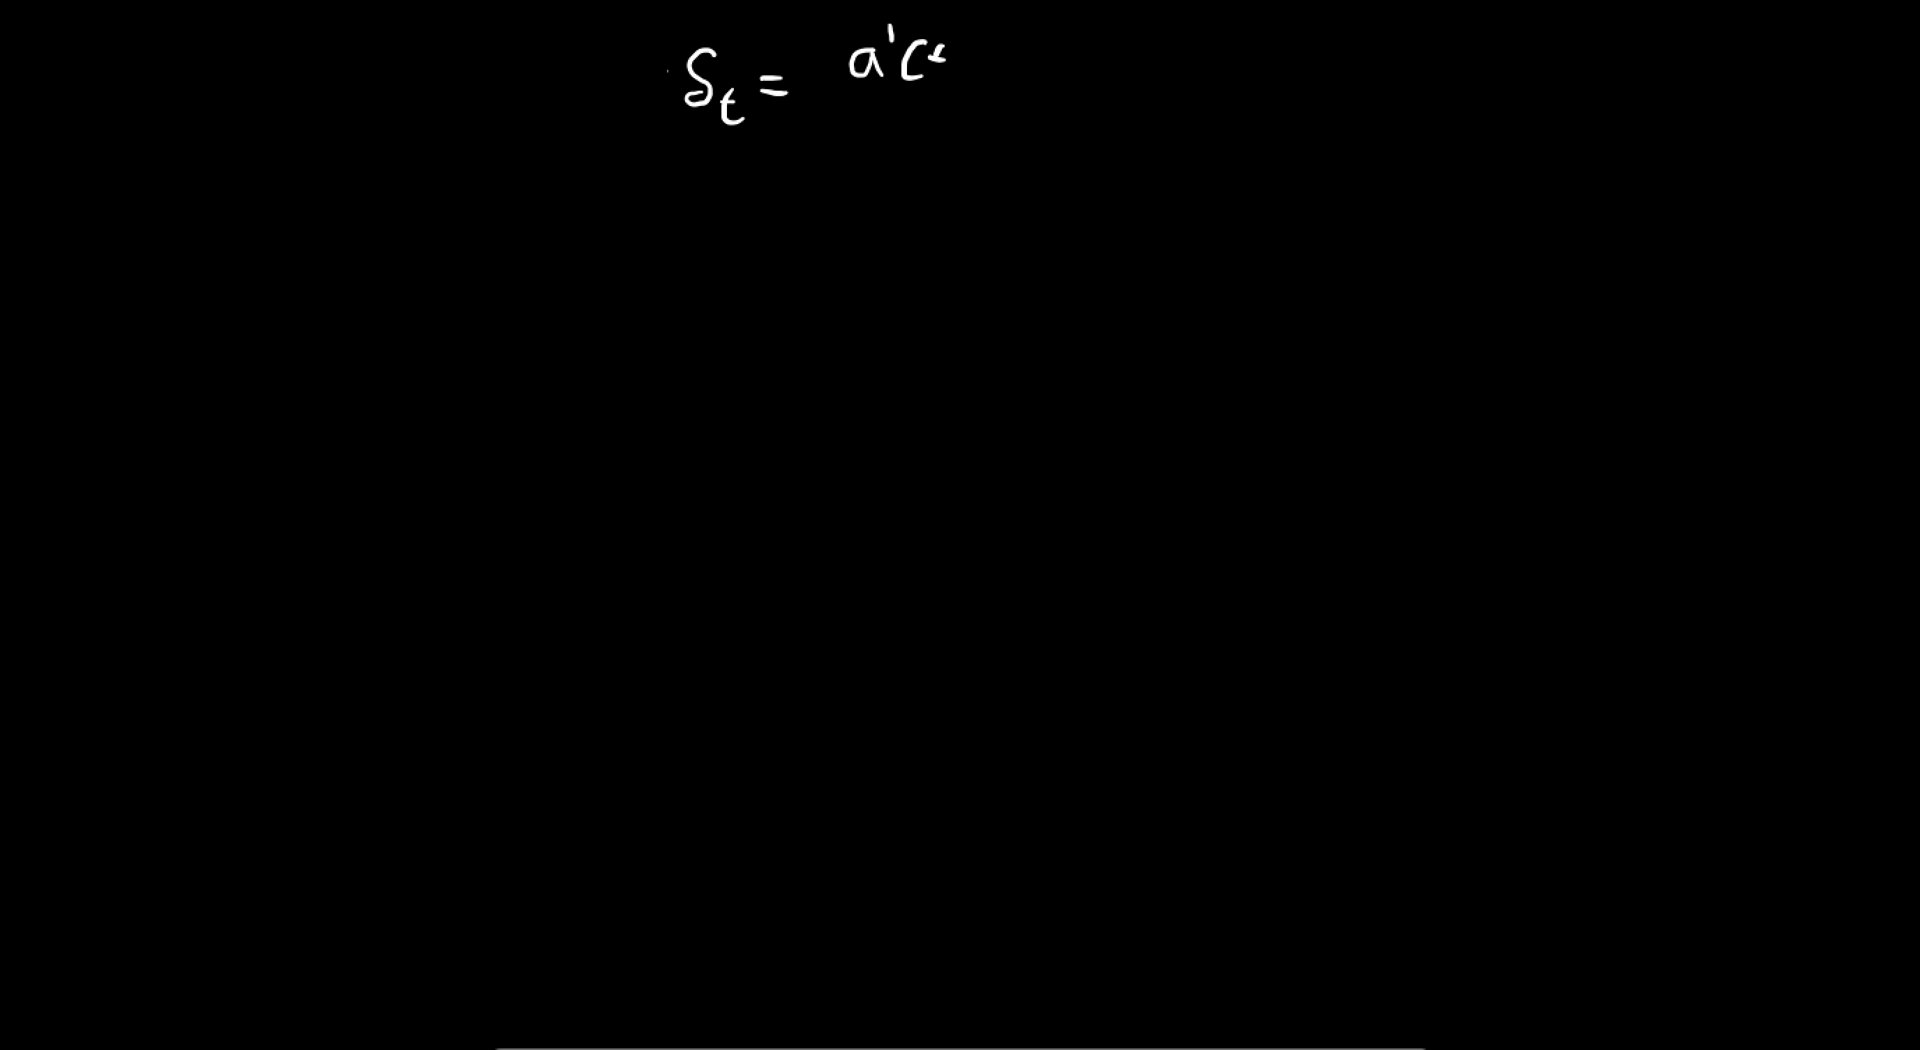 S_t = a'c^t